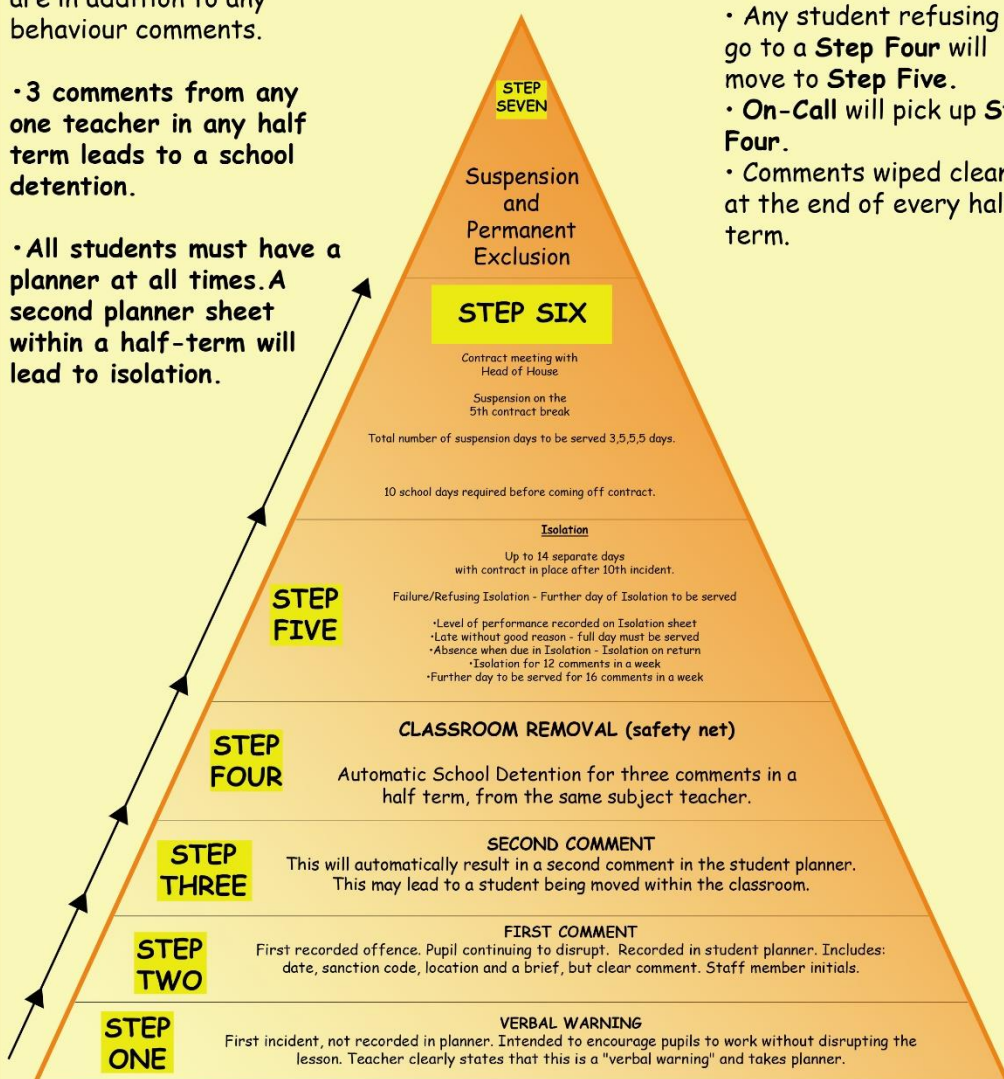 are in addition to any
behaviour comments.
•3 comments from any
one teacher in any half
term leads to a school
detention.
•All students must have a
planner at all times.A
second planner sheet
within a half-term will
lead to isolation.
• Any student refusing
go to a Step Four will
move to Step Five.
• On-Call will pick up
Four.
• Comments wiped clean
at the end of every half
term.
STEP
SEVEN
Suspension
and
Permanent
Exclusion
STEP SIX
Contract meeting with
Head of House
Suspension on the
5th contract break
Total number of suspension days to be served 3,5,5,5 days.
10 school days required before coming off contract.
STEP
FIVE
Isolation
Up to 14 separate days
with contract in place after 10th incident.
Failure/Refusing Isolation - Further day of Isolation to be served
•Level of performance recorded on Isolation sheet
•Late without good reason - full day must be served
•Absence when due in Isolation - Isolation on return
•Isolation for 12 comments in a week
•Further day to be served for 16 comments in a week
STEP
FOUR
CLASSROOM REMOVAL (safety net)
Automatic School Detention for three comments in a
half term, from the same subject teacher.
STEP
THREE
SECOND COMMENT
This will automatically result in a second comment in the student planner.
This may lead to a student being moved within the classroom.
STEP
TWO
FIRST COMMENT
First recorded offence. Pupil continuing to disrupt. Recorded in student planner. Includes:
date, sanction code, location and a brief, but clear comment. Staff member initials.
STEP
ONE
VERBAL WARNING
First incident, not recorded in planner. Intended to encourage pupils to work without disrupting the
lesson. Teacher clearly states that this is a "verbal warning" and takes planner.